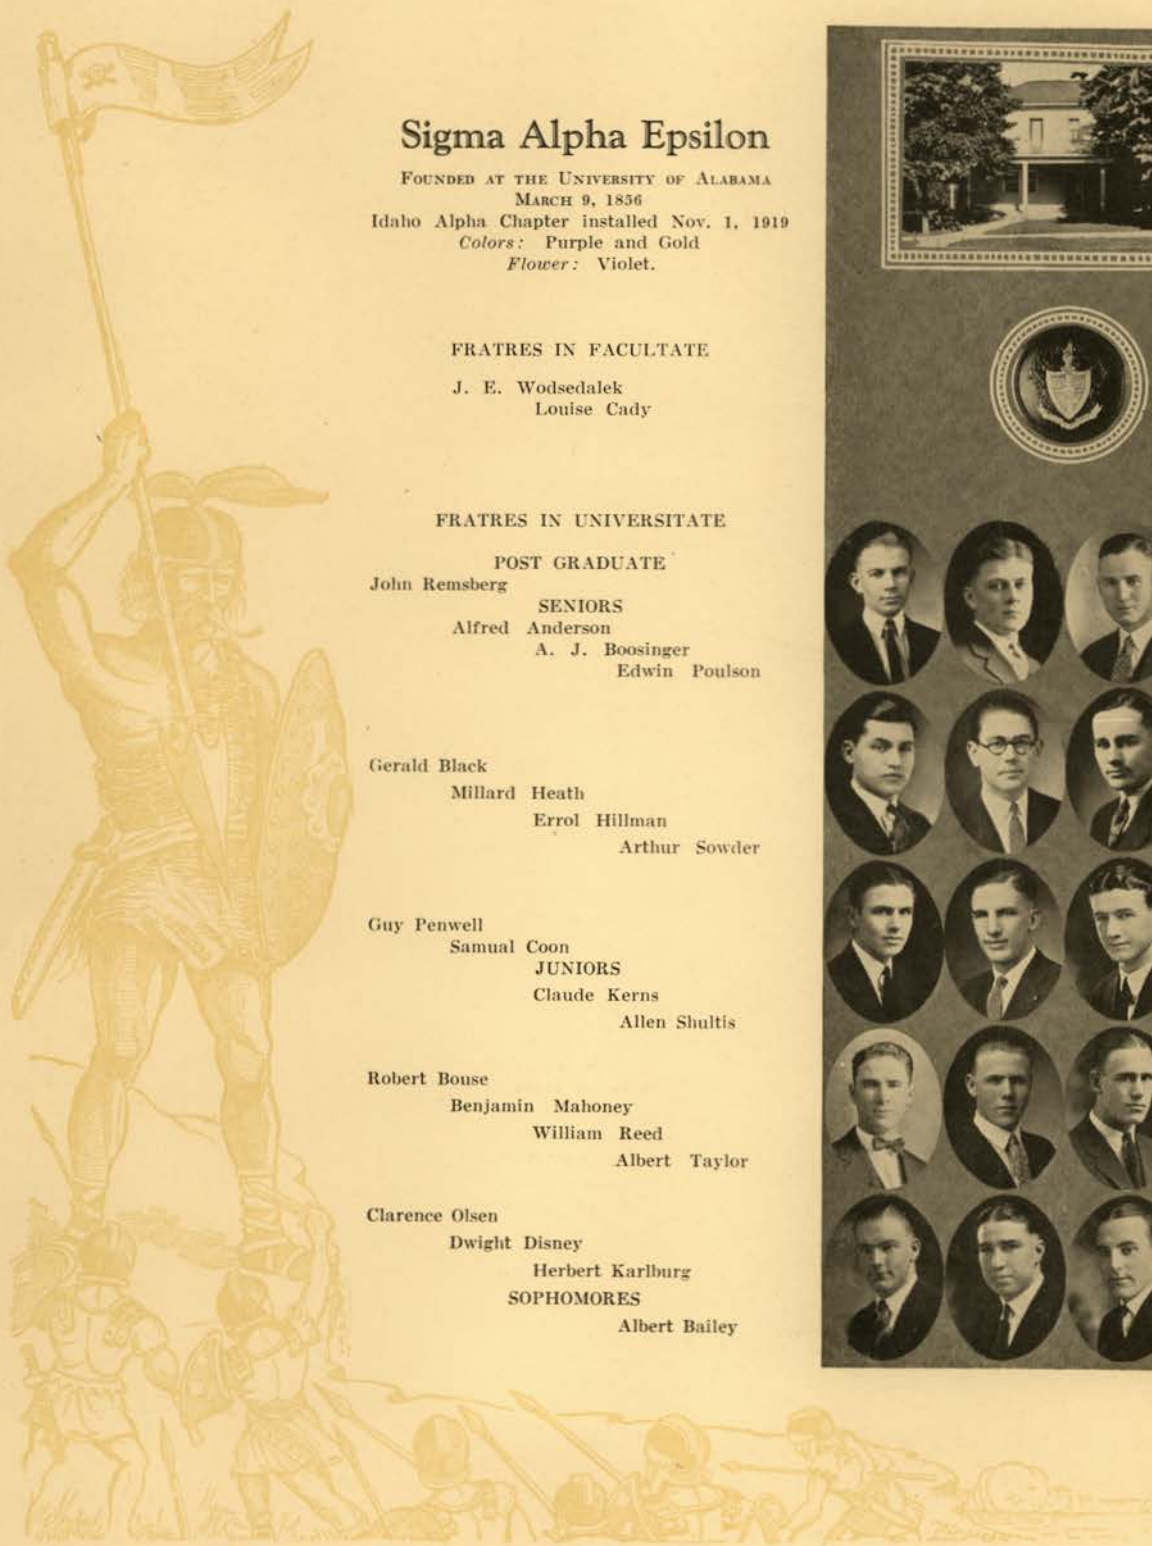 Sigma Alpha Epsilon
Founded at the University of Alabama
March 9, 1856
Idaho Alpha Chapter installed Nov. 1, 1919
Colors: Purple and Gold
Flower: Violet.
FRATRES IN FACULTATE
J. E. Wodsedalek
Louise Cady
FRATRES IN UNIVERSITATE
POST GRADUATE
John Remsberg
SENIORS
Alfred Anderson
A. J. Boosinger
Edwin Poulson
Gerald Black
Millard Heath
Errol Hillman
Arthur Sowder
Guy Penwell
Samual Coon
JUNIORS
Claude Kerns
Allen Shultis
Robert Bouse
Benjamin Mahoney
William Reed
Albert Taylor
Clarence Olsen
Dwight Disney
Herbert Karlburg
SOPHOMORES
Albert Bailey